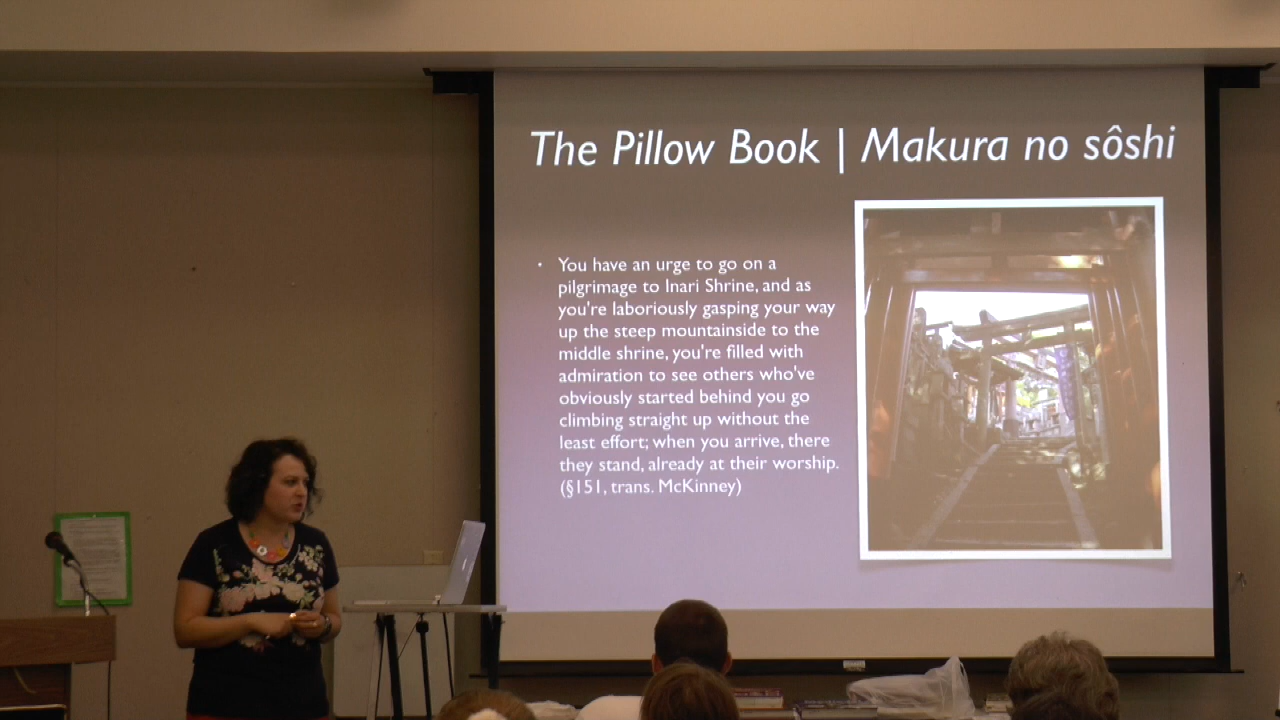 The Pillow Book | Makura no sôshi
• You have an urge to go on a
pilgrimage to Inari Shrine, and as
you're laboriously gasping your way
up the steep mountainside to the
middle shrine, you're filled with
admiration to see others who've
obviously started behind you go
climbing straight up without the
least effort; when you arrive, there
they stand, already at their worship.
(§151, trans. McKinney)